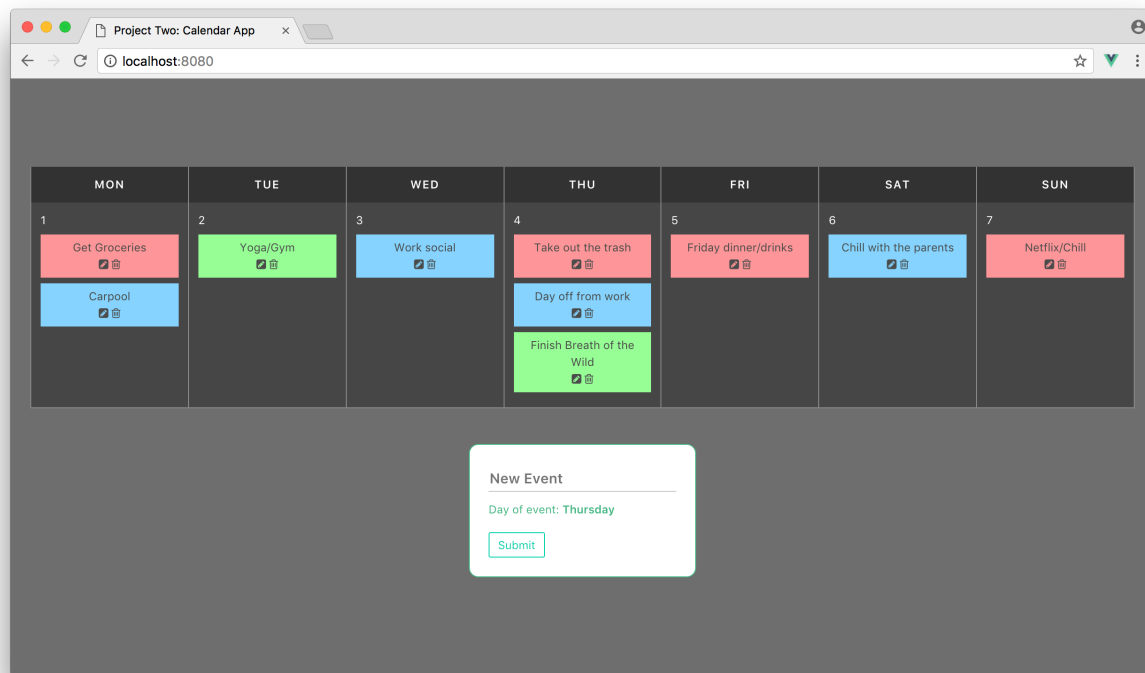 Project Two: Calendar App
localhost:8080
MON TUE WED THU FRI SAT SUN
1 2 3 4 5 6 7
Get Groceries Yoga/Gym Work social Take out the trash Friday dinner/drinks Chill with the parents Netflix/Chill
Carpool Day off from work
Finish Breath of the
Wild
New Event
Day of event: Thursday
Submit